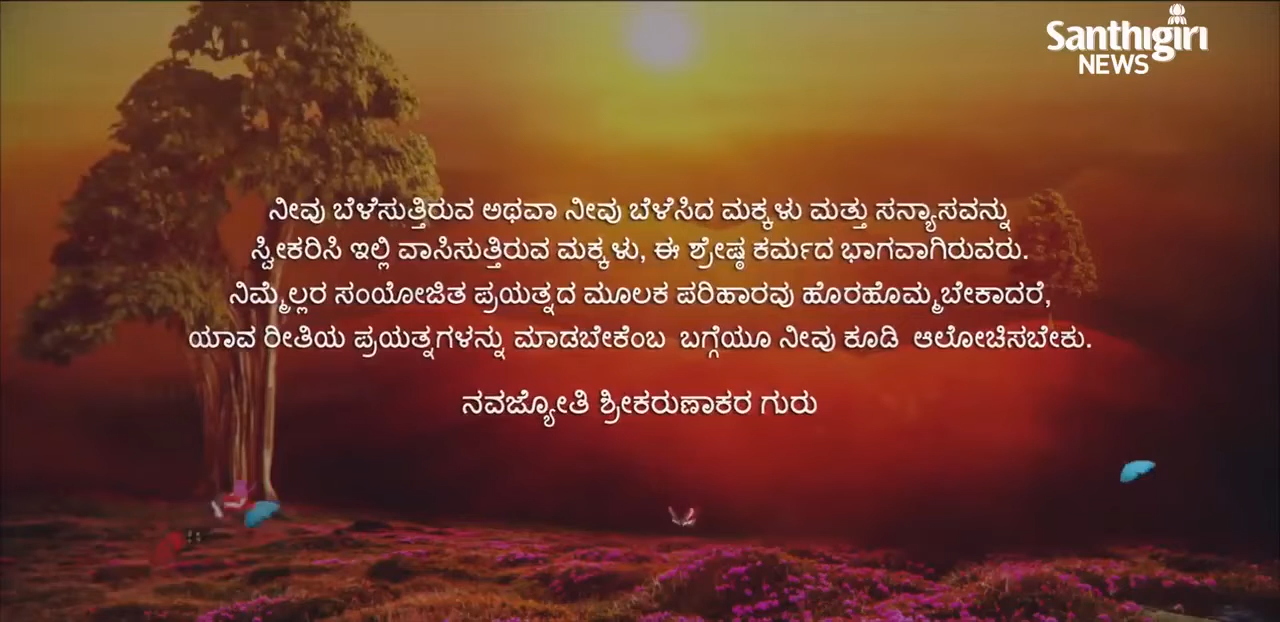 Santhigiri
NEWS
ನೀವು ಬೆಳೆಸುತ್ತಿರುವ ಅಥವಾ ನೀವು ಬೆಳೆಸಿದ ಮಕ್ಕಳು ಮತ್ತು ಸನ್ಯಾಸವನ್ನು
ಸ್ವೀಕರಿಸಿ ಇಲ್ಲಿ ವಾಸಿಸುತ್ತಿರುವ ಮಕ್ಕಳು, ಈ ಶ್ರೇಷ್ಠ ಕರ್ಮದ ಭಾಗವಾಗಿರುವರು.
ನಿಮ್ಮೆಲ್ಲರ ಸಂಯೋಜಿತ ಪ್ರಯತ್ನದ ಮೂಲಕ ಪರಿಹಾರವು ಹೊರಹೊಮ್ಮಬೇಕಾದರೆ,
ಯಾವ ರೀತಿಯ ಪ್ರಯತ್ನಗಳನ್ನು ಮಾಡಬೇಕೆಂಬ ಬಗ್ಗೆಯೂ ನೀವು ಕೂಡಿ ಆಲೋಚಿಸಬೇಕು.
ನವಜ್ಯೋತಿ ಶ್ರೀಕರುಣಾಕರ ಗುರು